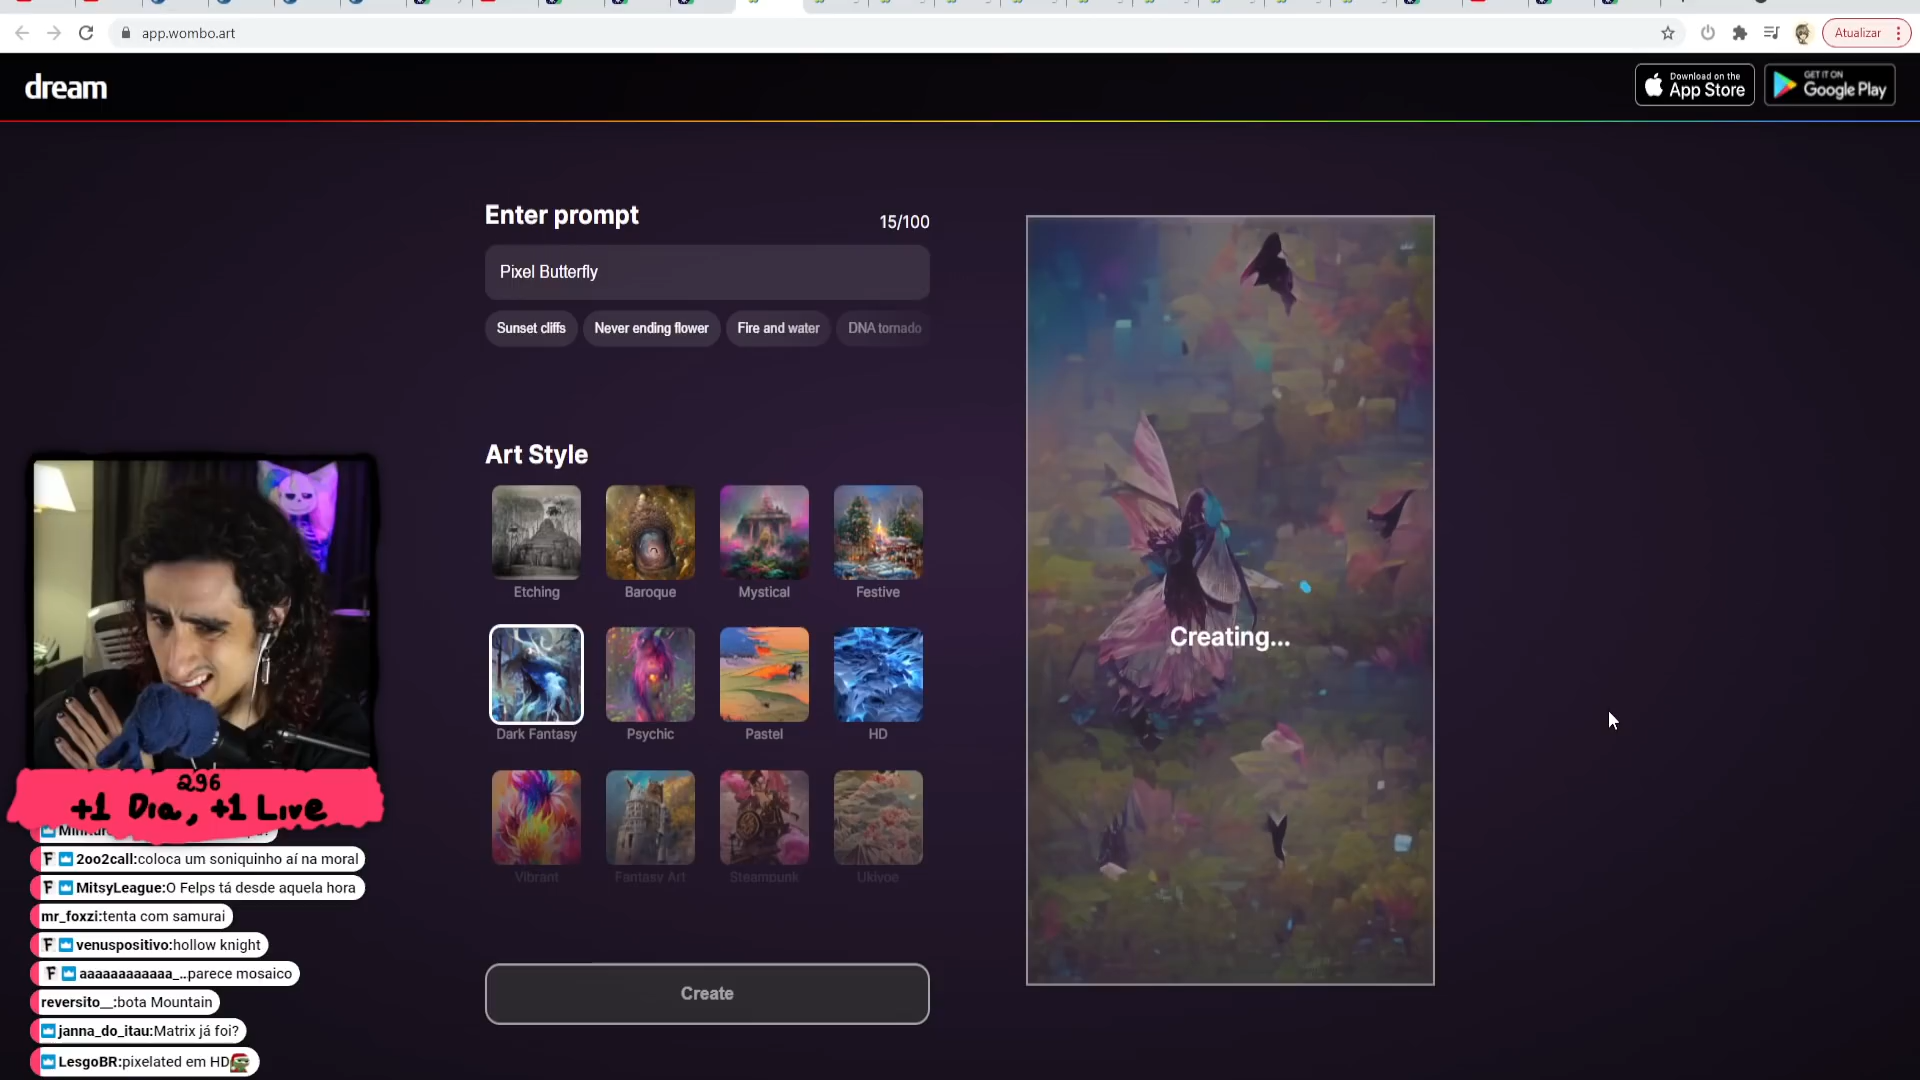 app.wombo.art
Atualizar
dream
Download on the
App Store
GET IT ON
Google Play
Enter prompt
15/100
Pixel Butterfly
Sunset cliffs
Never ending flower
Fire and water
DNA tornado
Art Style
Etching
Baroque
Mystical
Festive
Dark Fantasy
Psychic
Pastel
HD
Vibrant
Fantasy Art
Steampunk
Ukiyoe
Create
Creating...
296
+1 Dia, +1 Live
2oo2call:coloca um soniquinho aí na moral
MitsyLeague:O Felps tá desde aquela hora
mr_foxzi:tenta com samurai
venuspositivo:hollow knight
aaaaaaaaaaaa_..parece mosaico
reversito__:bota Mountain
janna_do_itau:Matrix já foi?
LesgoBR:pixelated em HD